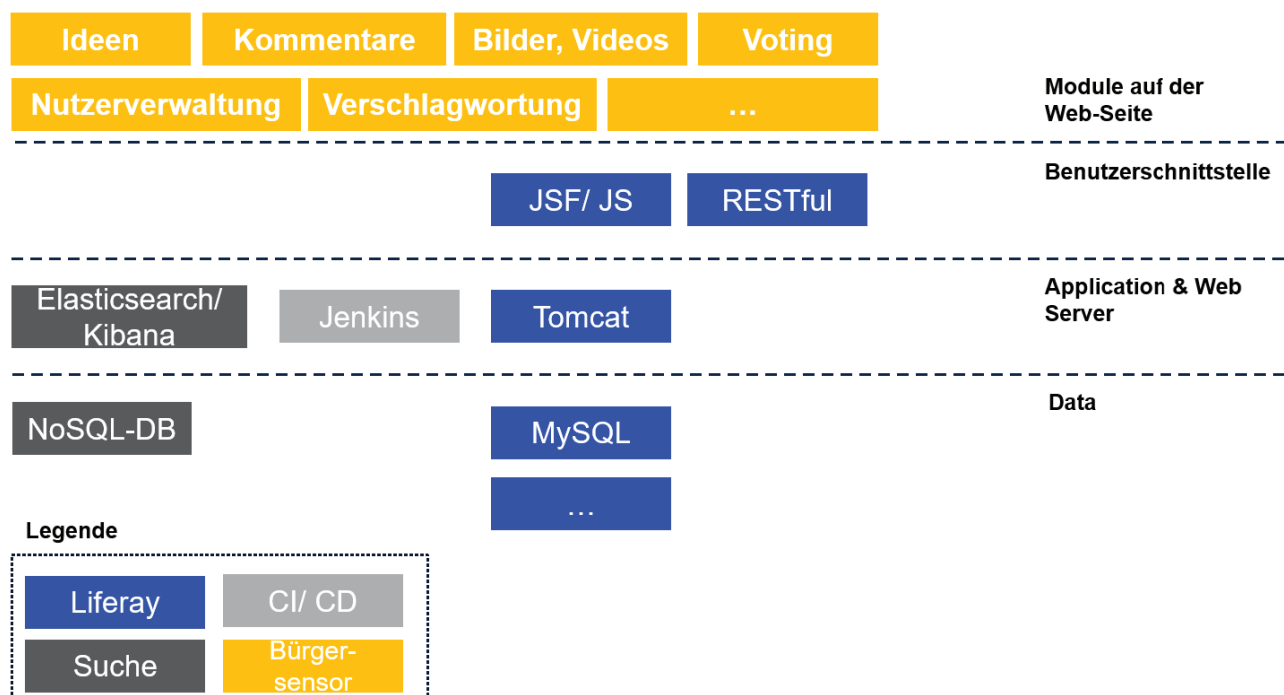 Ideen
Kommentare
Bilder, Videos
Voting
Nutzerverwaltung
Verschlagwortung
...
Module auf der
Web-Seite
Benutzerschnittstelle
JSF/ JS
RESTful
Elasticsearch/
Kibana
Jenkins
Tomcat
Application & Web
Server
NoSQL-DB
MySQL
Data
...
Legende
Liferay
CI/ CD
Suche
Bürger-
sensor